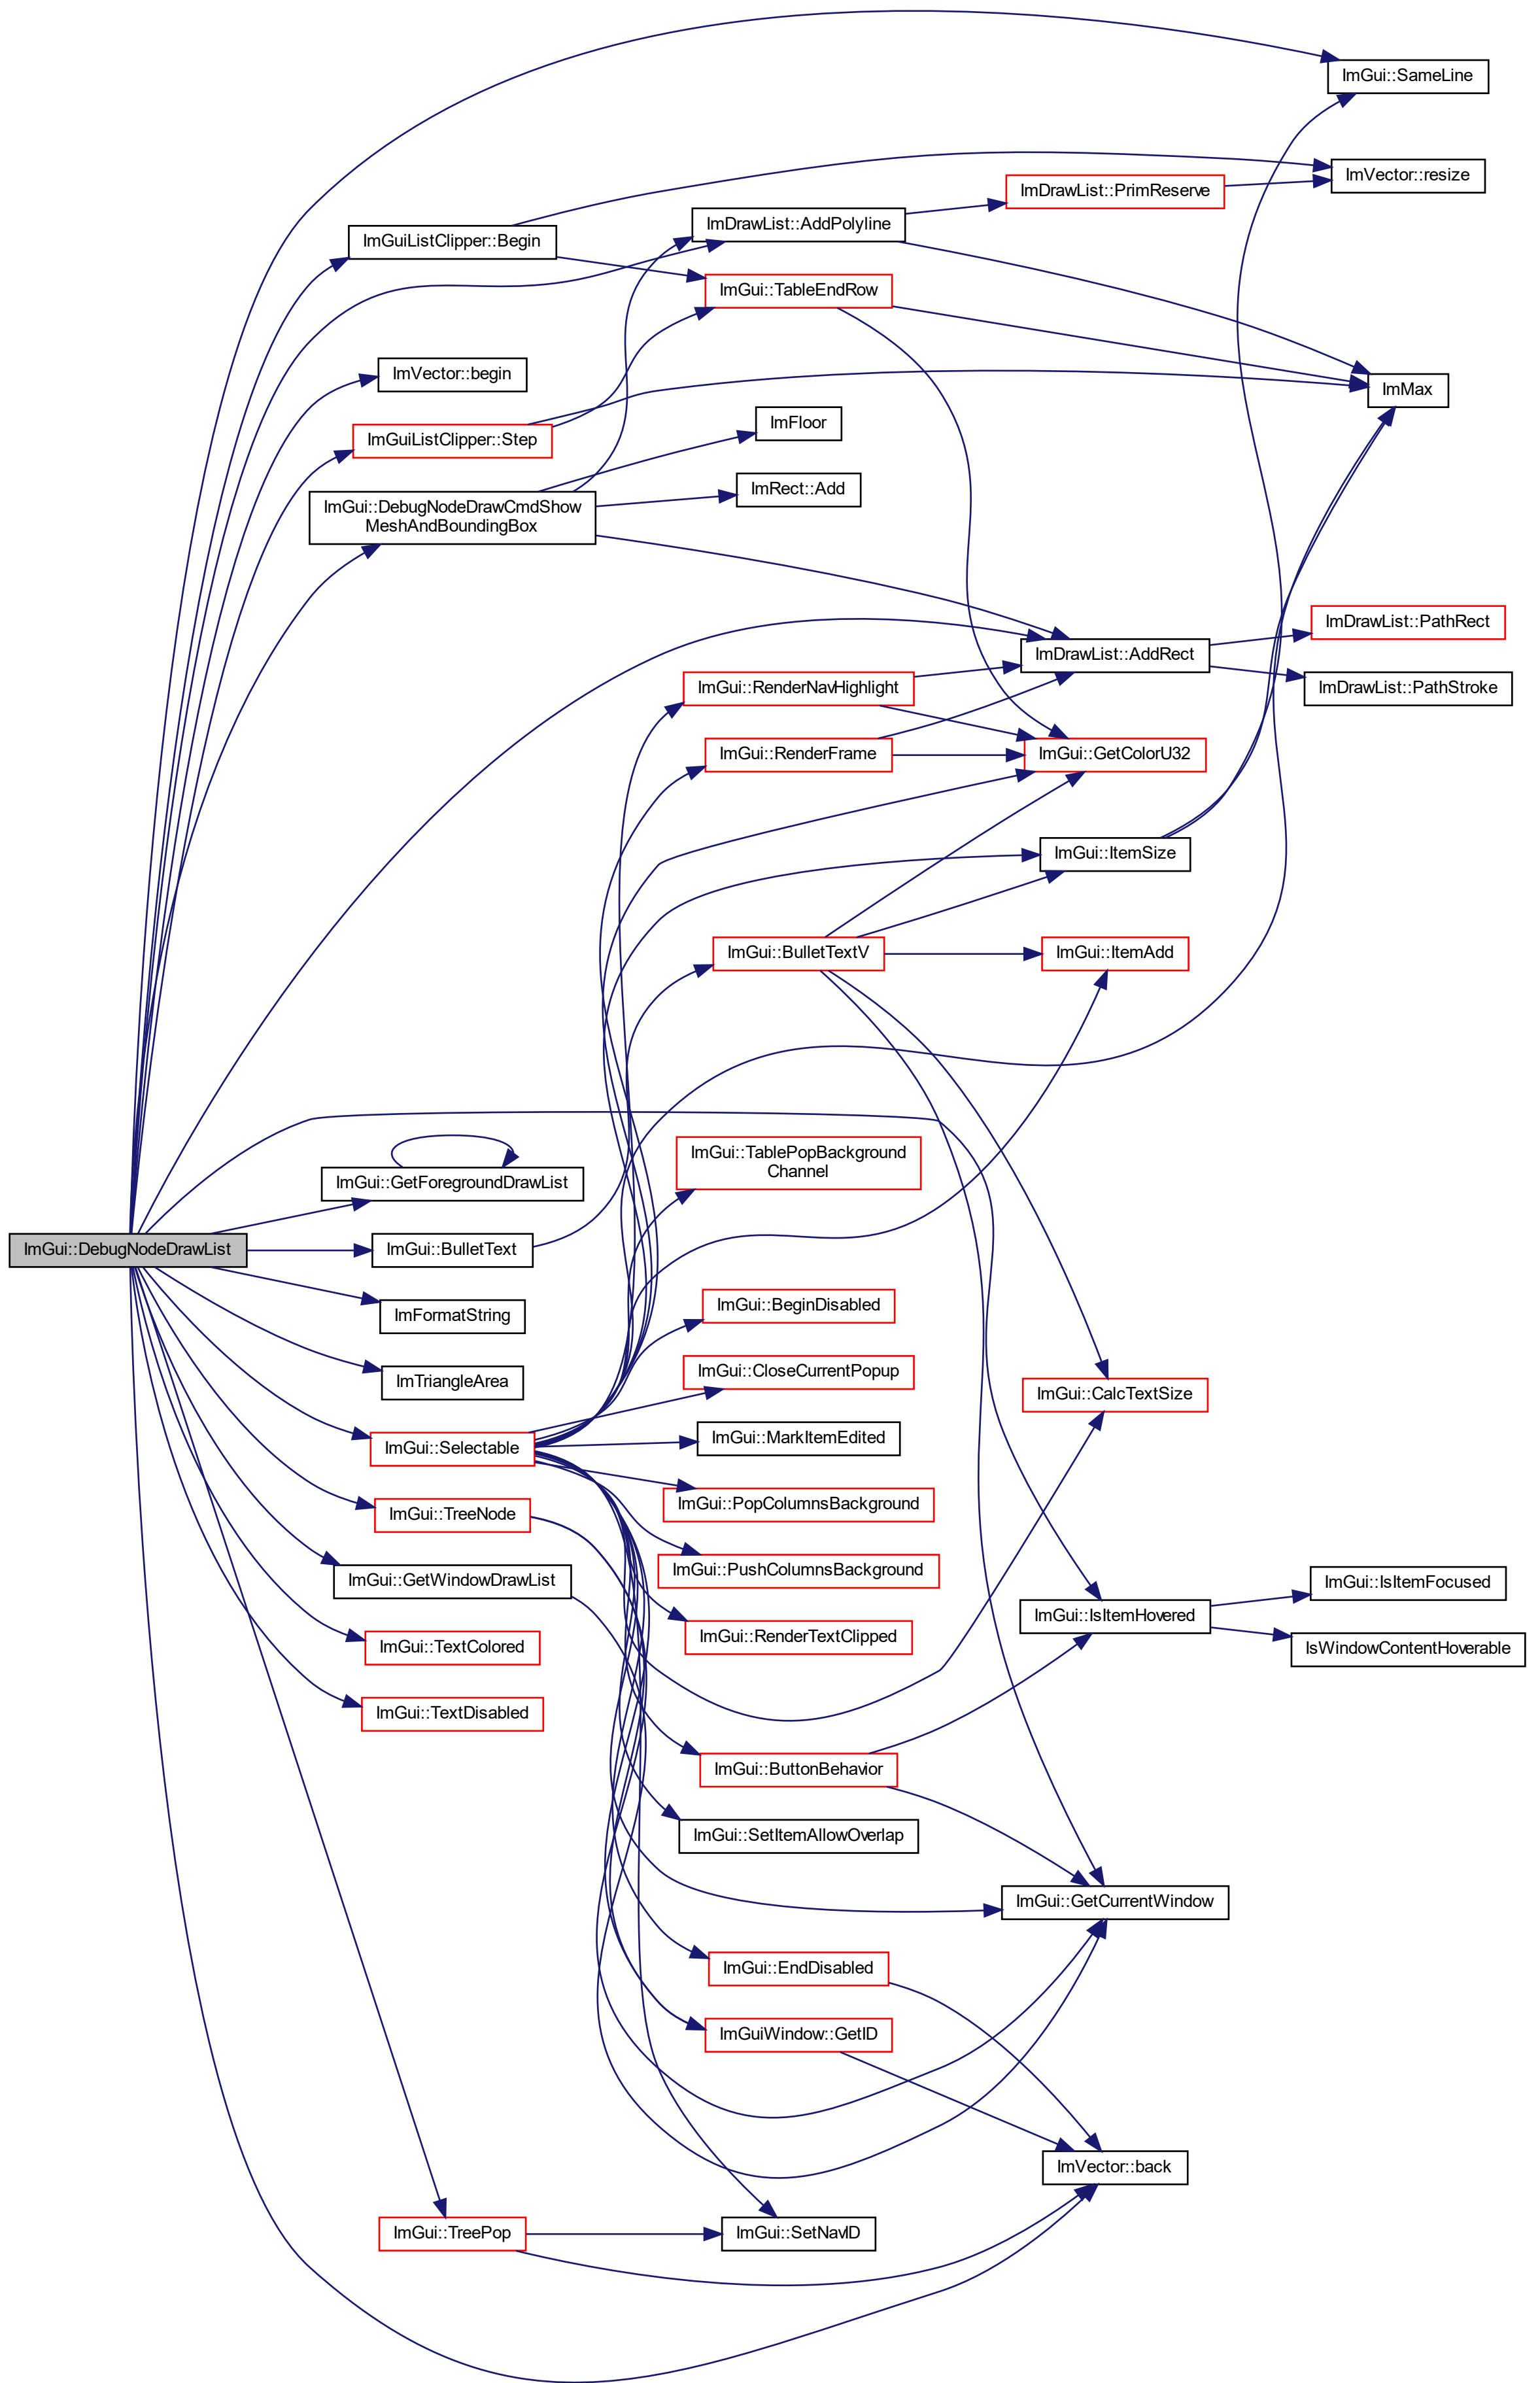 ImGui::SameLine
ImVector::resize
ImDrawList::PrimReserve
ImDrawList::AddPolyline
ImGuiListClipper::Begin
ImGui::TableEndRow
ImVector::begin
ImMax
ImFloor
ImGuiListClipper::Step
ImRect::Add
ImGui::DebugNodeDrawCmdShow
MeshAndBoundingBox
ImDrawList::PathRect
ImDrawList::AddRect
ImGui::RenderNavHighlight
ImDrawList::PathStroke
ImGui::RenderFrame
ImGui::GetColorU32
ImGui::ItemSize
ImGui::BulletTextV
ImGui::ItemAdd
ImGui::TablePopBackground
Channel
ImGui::GetForegroundDrawList
ImGui::DebugNodeDrawList
ImGui::BulletText
ImGui::BeginDisabled
ImFormatString
ImGui::CloseCurrentPopup
ImTriangleArea
ImGui::CalcTextSize
ImGui::MarkItemEdited
ImGui::Selectable
ImGui::PopColumnsBackground
ImGui::TreeNode
ImGui::PushColumnsBackground
ImGui::GetWindowDrawList
ImGui::IsItemFocused
ImGui::IsItemHovered
ImGui::RenderTextClipped
ImGui::TextColored
IsWindowContentHoverable
ImGui::TextDisabled
ImGui::ButtonBehavior
ImGui::SetItemAllowOverlap
ImGui::GetCurrentWindow
ImGui::EndDisabled
ImGuiWindow::GetID
ImVector::back
ImGui::TreePop
ImGui::SetNavID